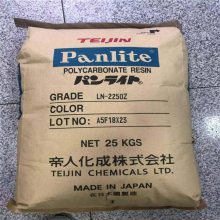 TEIJIN
Panlite
POLYCARBONATE RESIN
パンライト
GRADE LN-2250Z
COLOR
LOT NO: A5F18X23
NET 25 KGS
帝人化成株式会社
TEIJIN CHEMICALS LTD.
MADE IN JAPAN